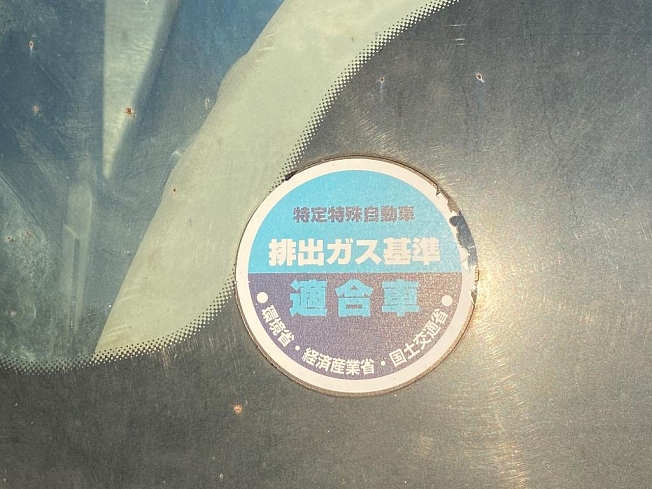 特定特殊自動車
排出ガス基準
適合車
●環境省・経済産業省・国土交通省●